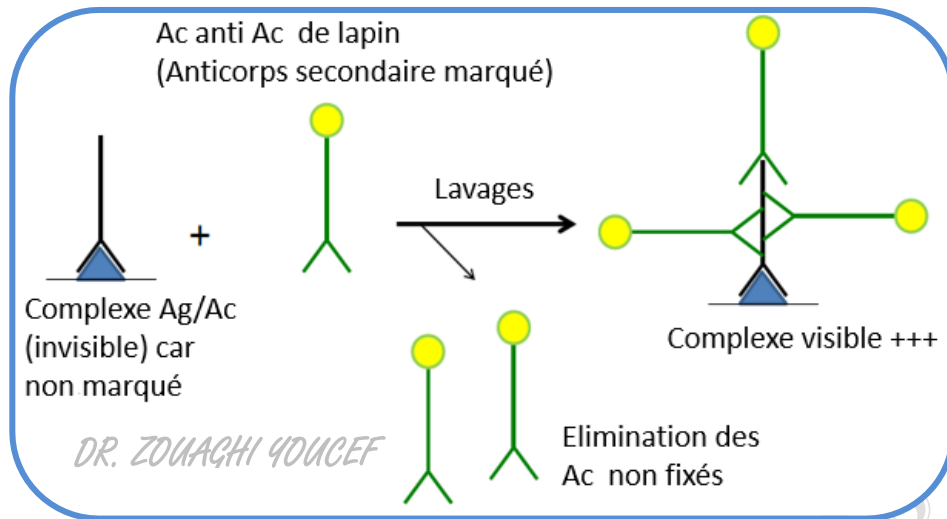 Ac anti Ac de lapin
(Anticorps secondaire marqué)
+
Lavages
Complexe Ag/Ac
(invisible) car
non marqué
Complexe visible +++
Elimination des
Ac non fixés
DR. ZOUAGHI YOUCEF